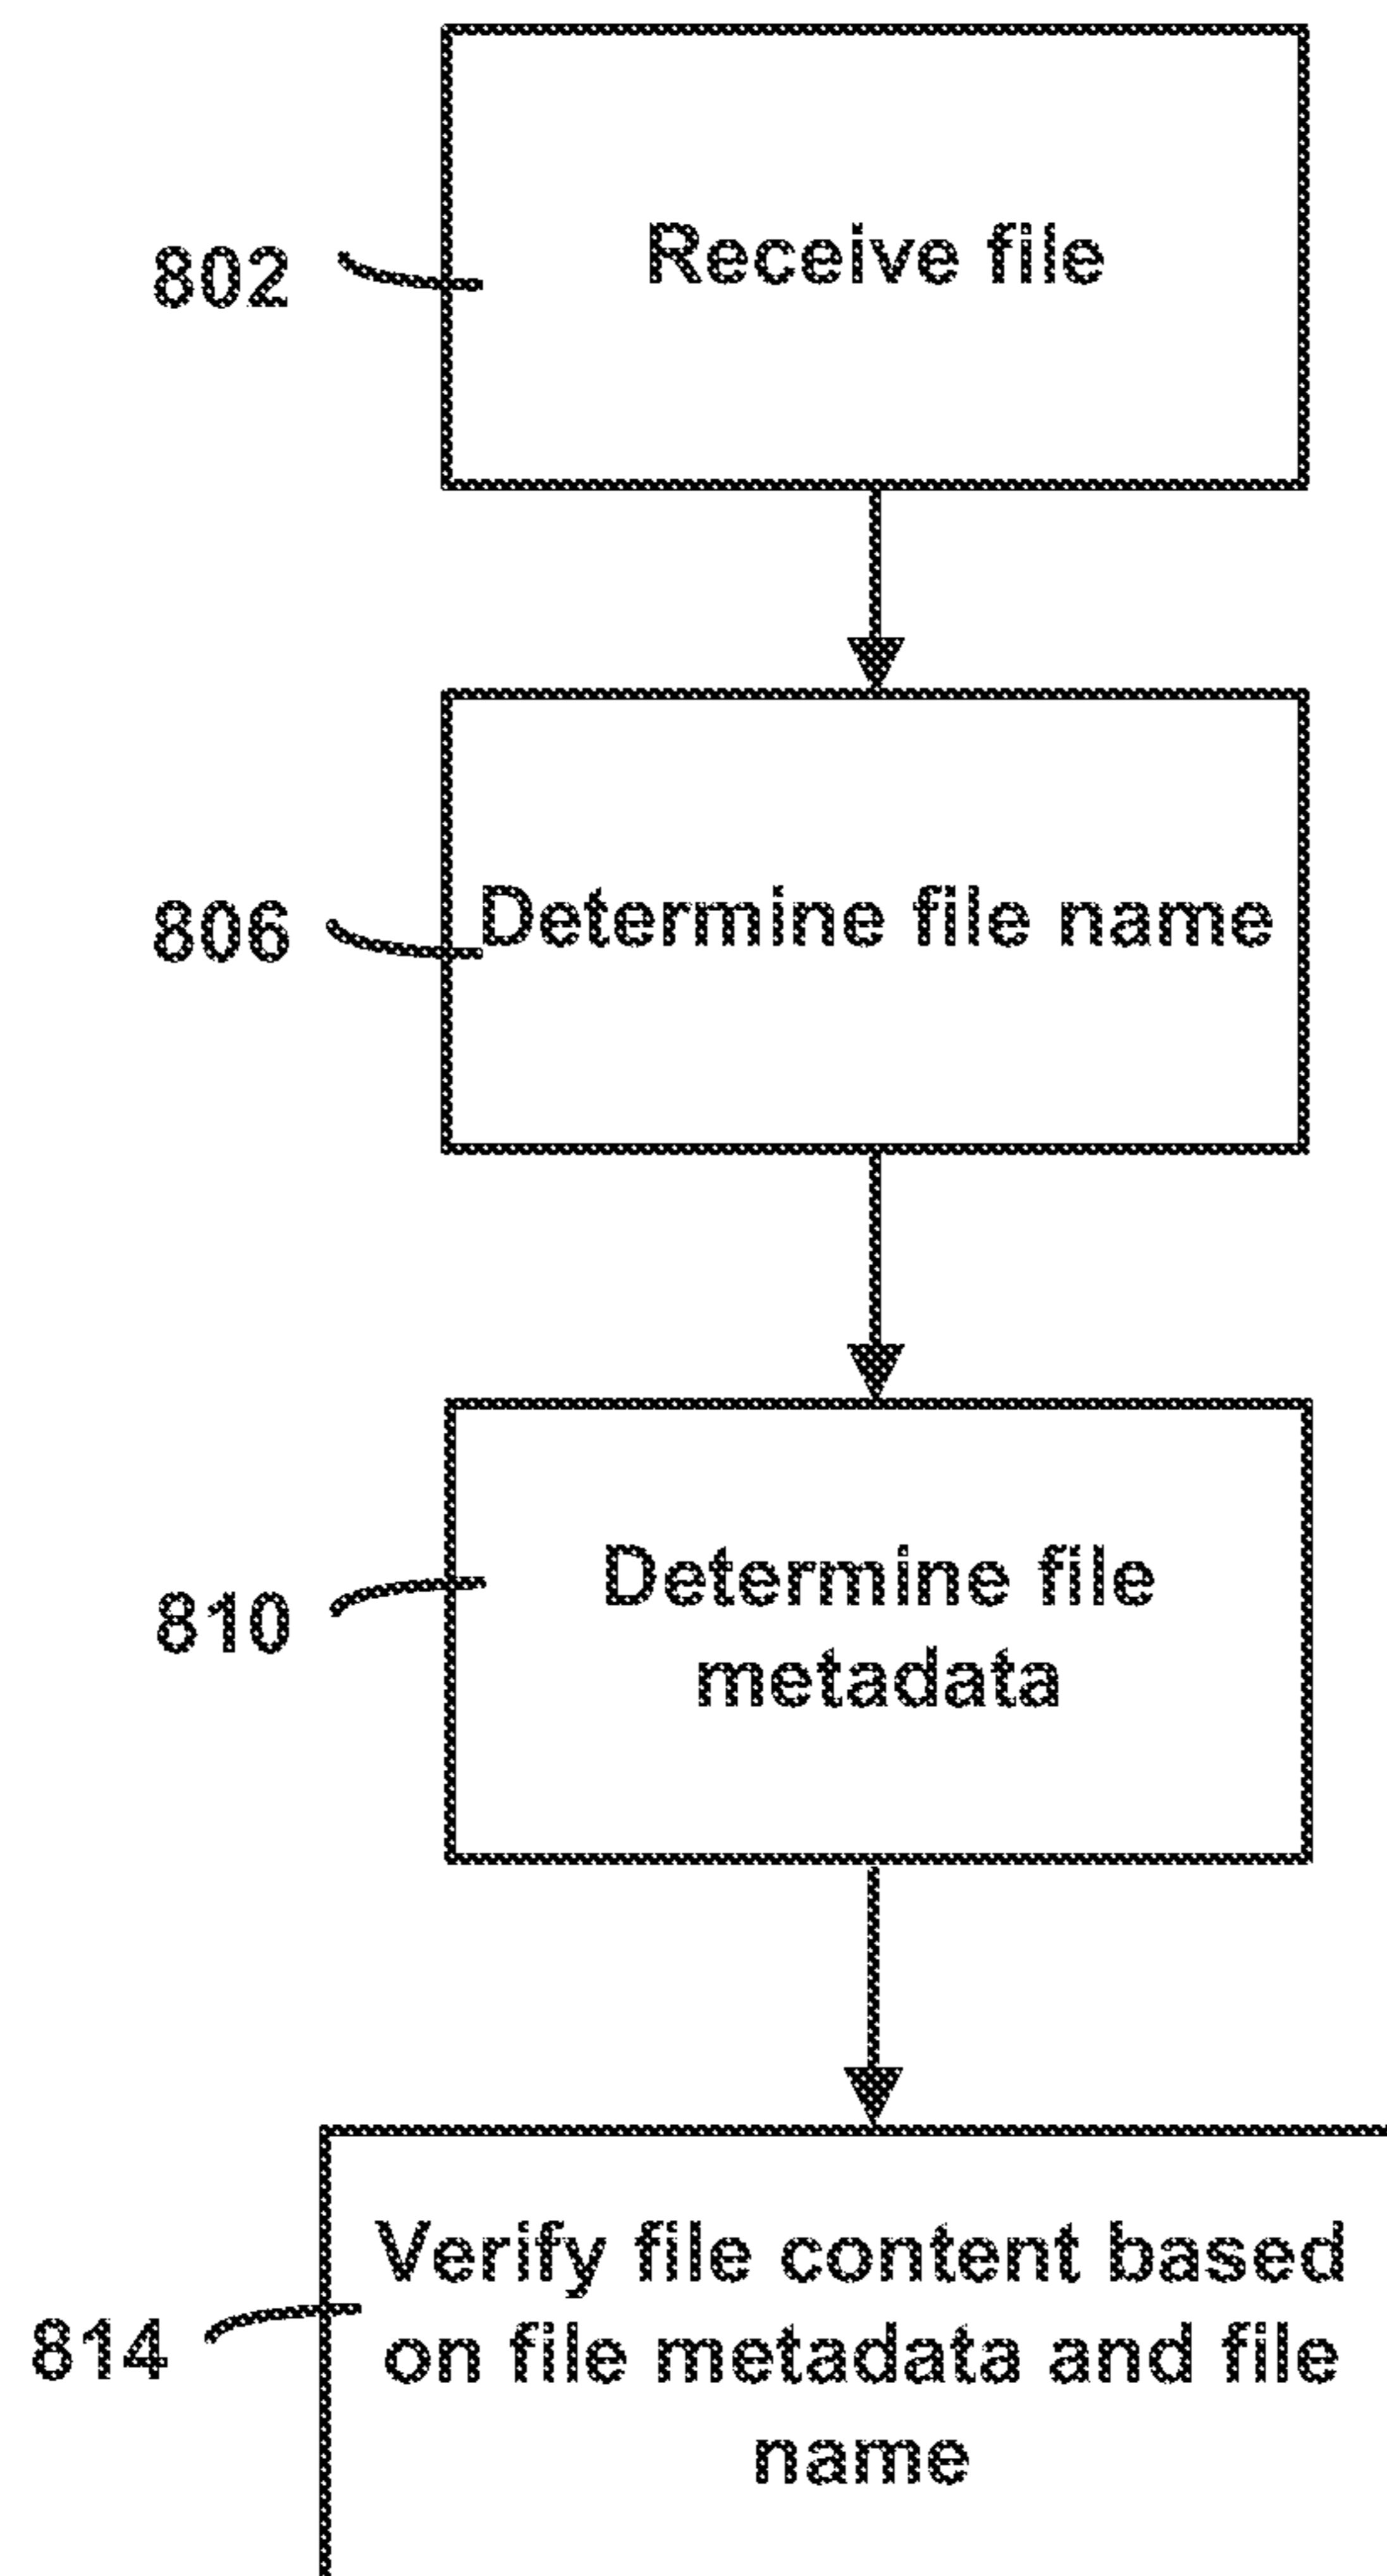 802
Receive file
806
Determine file name
810
Determine file
metadata
814
Verify file content based
on file metadata and file
name